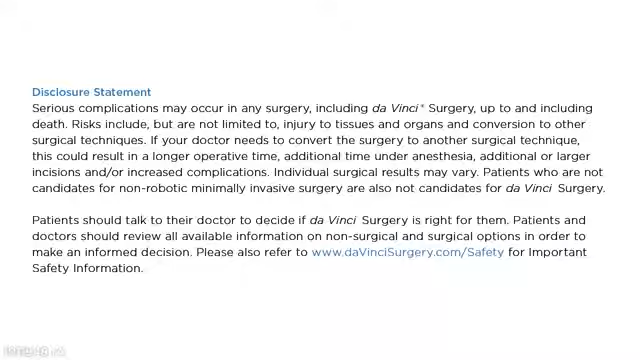 Disclosure Statement
Serious complications may occur in any surgery, including da Vinci® Surgery, up to and including
death. Risks include, but are not limited to, injury to tissues and organs and conversion to other
surgical techniques. If your doctor needs to convert the surgery to another surgical technique,
this could result in a longer operative time, additional time under anesthesia, additional or larger
incisions and/or increased complications. Individual surgical results may vary. Patients who are not
candidates for non-robotic minimally invasive surgery are also not candidates for da Vinci Surgery.
Patients should talk to their doctor to decide if da Vinci Surgery is right for them. Patients and
doctors should review all available information on non-surgical and surgical options in order to
make an informed decision. Please also refer to www.daVinciSurgery.com/Safety for Important
Safety Information.